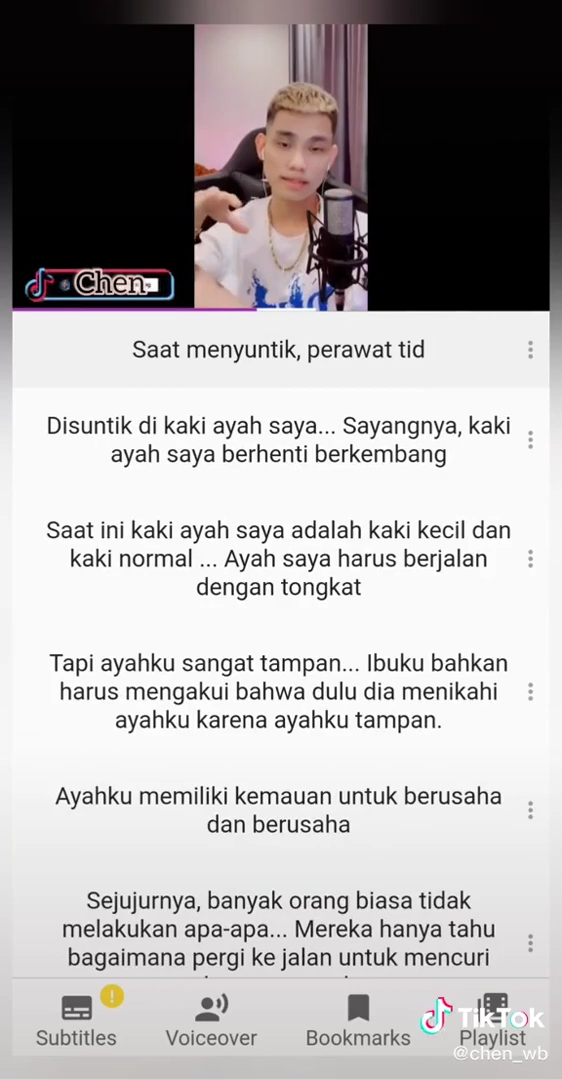 Chen
Saat menyuntik, perawat tid
Disuntik di kaki ayah saya... Sayangnya, kaki
ayah saya berhenti berkembang
Saat ini kaki ayah saya adalah kaki kecil dan
kaki normal ... Ayah saya harus berjalan
dengan tongkat
Tapi ayahku sangat tampan... Ibuku bahkan
harus mengakui bahwa dulu dia menikahi
ayahku karena ayahku tampan.
Ayahku memiliki kemauan untuk berusaha
dan berusaha
Sejujurnya, banyak orang biasa tidak
melakukan apa-apa... Mereka hanya tahu
bagaimana pergi ke jalan untuk mencuri
Subtitles
Voiceover
Bookmarks
Playlist
TikTok
@chen_wb